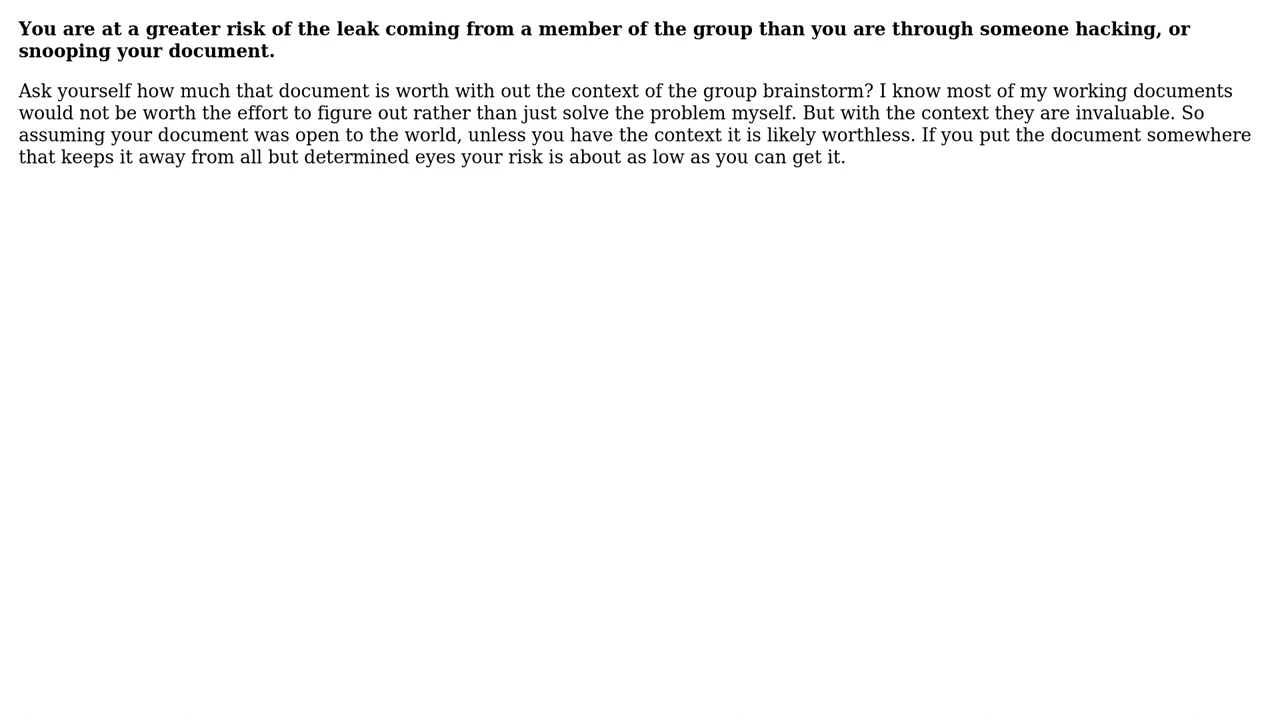 You are at a greater risk of the leak coming from a member of the group than you are through someone hacking, or
snooping your document.
Ask yourself how much that document is worth with out the context of the group brainstorm? I know most of my working documents
would not be worth the effort to figure out rather than just solve the problem myself. But with the context they are invaluable. So
assuming your document was open to the world, unless you have the context it is likely worthless. If you put the document somewhere
that keeps it away from all but determined eyes your risk is about as low as you can get it.